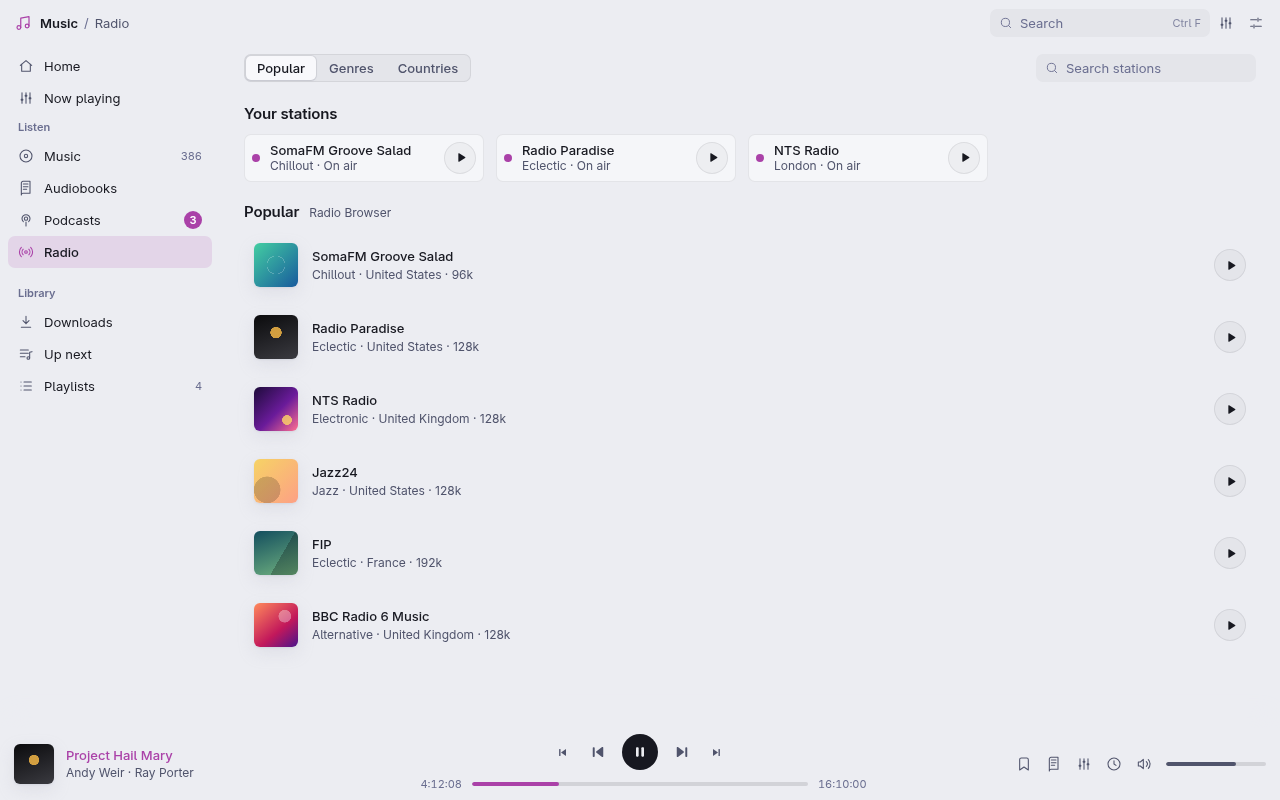 Music / Radio
Search Ctrl F
Home
Now playing
Listen
Music 386
Audiobooks
Podcasts 3
Radio
Library
Downloads
Up next
Playlists 4
Popular Genres Countries
Search stations
Your stations
SomaFM Groove Salad
Chillout · On air
Radio Paradise
Eclectic · On air
NTS Radio
London · On air
Popular Radio Browser
SomaFM Groove Salad
Chillout · United States · 96k
Radio Paradise
Eclectic · United States · 128k
NTS Radio
Electronic · United Kingdom · 128k
Jazz24
Jazz · United States · 128k
FIP
Eclectic · France · 192k
BBC Radio 6 Music
Alternative · United Kingdom · 128k
Project Hail Mary
Andy Weir · Ray Porter
4:12:08
16:10:00